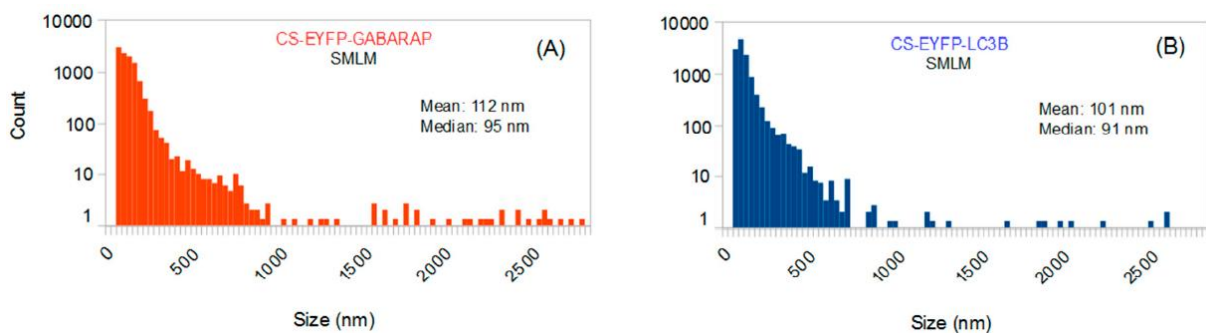 CS-EYFP-GABARAP
SMLM
(A)
Mean: 112 nm
Median: 95 nm
Count
10000
1000
100
10
1
0
500
1000
1500
2000
2500
Size (nm)
CS-EYFP-LC3B
SMLM
(B)
Mean: 101 nm
Median: 91 nm
10000
1000
100
10
1
0
500
1000
1500
2000
2500
Size (nm)